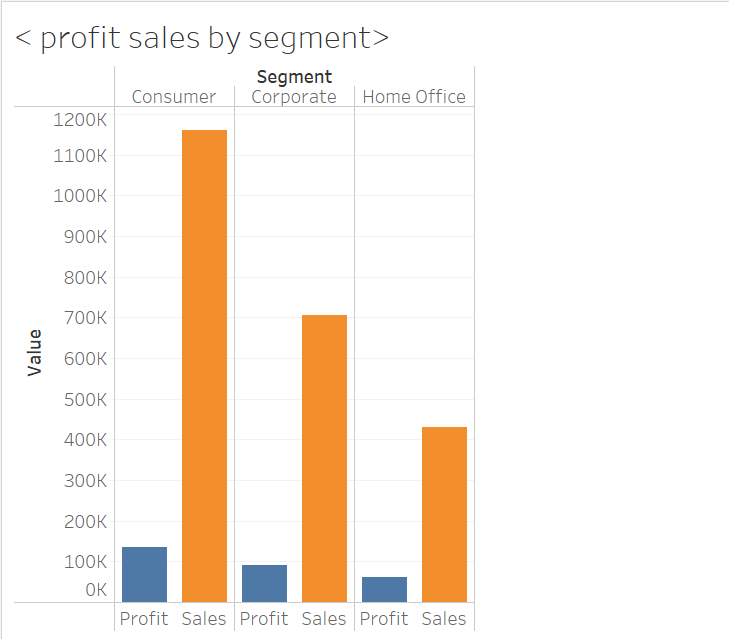 < profit sales by segment>
Segment
Consumer Corporate Home Office
1200K
1100K
1000K
900K
800K
700K
600K
500K
400K
300K
200K
100K
0K
Value
Profit Sales Profit Sales Profit Sales